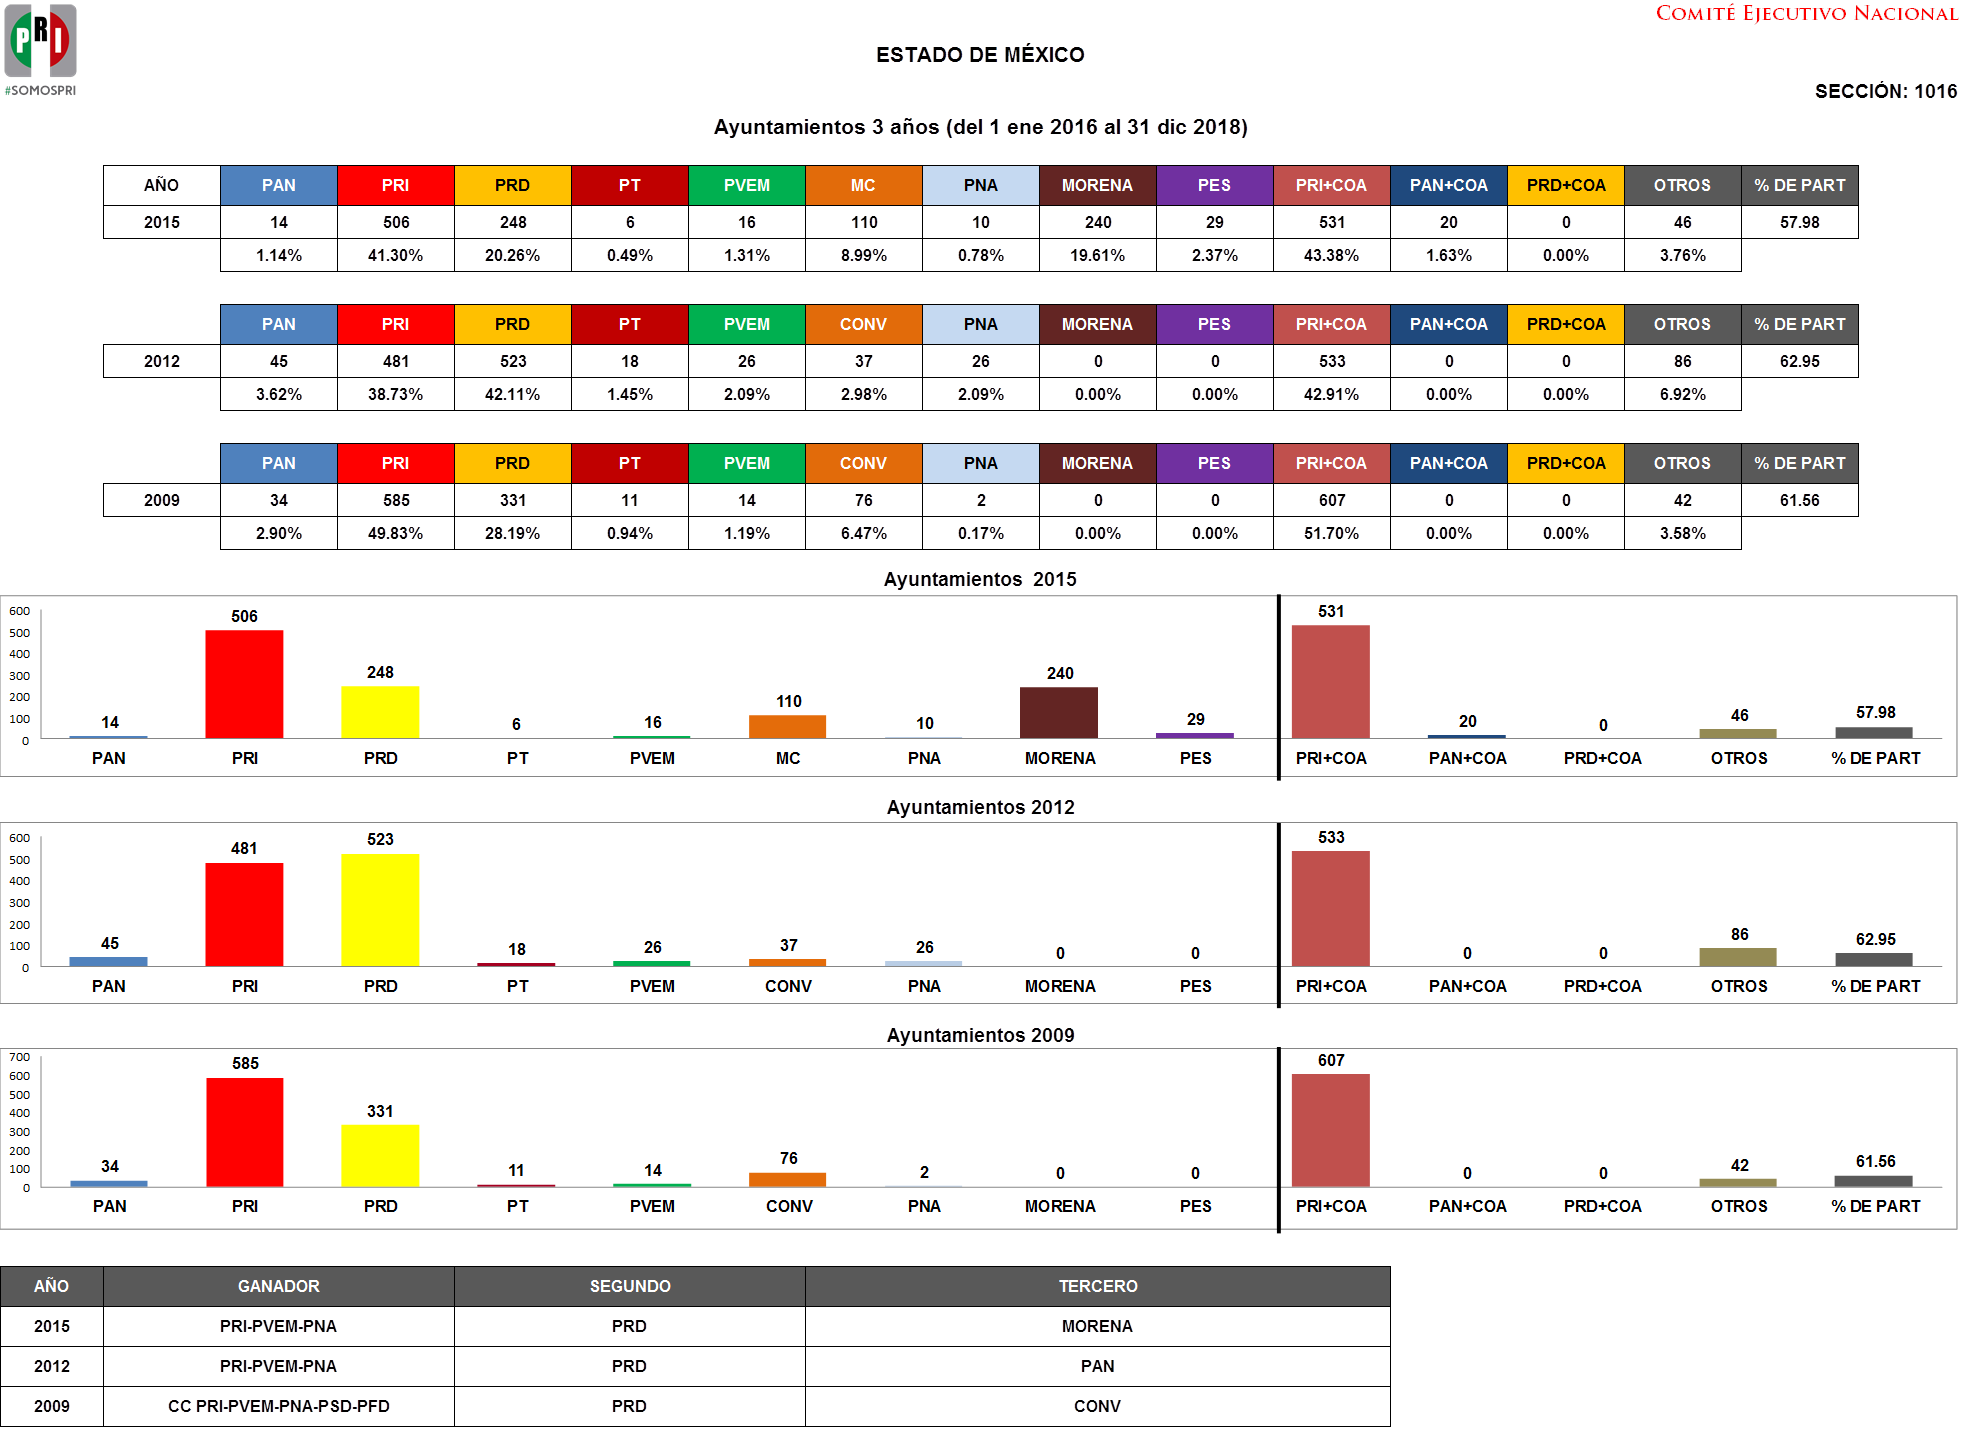 PRI
#SOMOSPRI
COMITÉ EJECUTIVO NACIONAL
ESTADO DE MÉXICO
SECCIÓN: 1016
Ayuntamientos 3 años (del 1 ene 2016 al 31 dic 2018)
AÑO PAN PRI PRD PT PVEM MC PNA MORENA PES PRI+COA PAN+COA PRD+COA OTROS % DE PART
2015 14 506 248 6 16 110 10 240 29 531 20 0 46 57.98
1.14% 41.30% 20.26% 0.49% 1.31% 8.99% 0.78% 19.61% 2.37% 43.38% 1.63% 0.00% 3.76%
PAN PRI PRD PT PVEM CONV PNA MORENA PES PRI+COA PAN+COA PRD+COA OTROS % DE PART
2012 45 481 523 18 26 37 26 0 0 533 0 0 86 62.95
3.62% 38.73% 42.11% 1.45% 2.09% 2.98% 2.09% 0.00% 0.00% 42.91% 0.00% 0.00% 6.92%
PAN PRI PRD PT PVEM CONV PNA MORENA PES PRI+COA PAN+COA PRD+COA OTROS % DE PART
2009 34 585 331 11 14 76 2 0 0 607 0 0 42 61.56
2.90% 49.83% 28.19% 0.94% 1.19% 6.47% 0.17% 0.00% 0.00% 51.70% 0.00% 0.00% 3.58%
Ayuntamientos 2015
600
500
400
300
200
100
0
14 506 248 6 16 110 10 240 29 531 20 0 46 57.98
PAN PRI PRD PT PVEM MC PNA MORENA PES PRI+COA PAN+COA PRD+COA OTROS % DE PART
Ayuntamientos 2012
600
500
400
300
200
100
0
45 481 523 18 26 37 26 0 0 533 0 0 86 62.95
PAN PRI PRD PT PVEM CONV PNA MORENA PES PRI+COA PAN+COA PRD+COA OTROS % DE PART
Ayuntamientos 2009
700
600
500
400
300
200
100
0
34 585 331 11 14 76 2 0 0 607 0 0 42 61.56
PAN PRI PRD PT PVEM CONV PNA MORENA PES PRI+COA PAN+COA PRD+COA OTROS % DE PART
AÑO GANADOR SEGUNDO TERCERO
2015 PRI-PVEM-PNA PRD MORENA
2012 PRI-PVEM-PNA PRD PAN
2009 CC PRI-PVEM-PNA-PSD-PFD PRD CONV